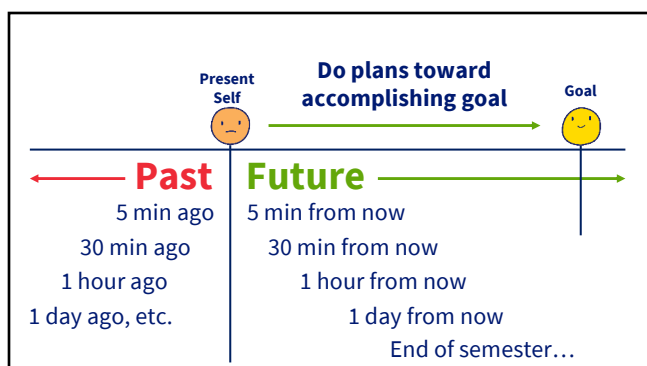 Present
Self
Do plans toward
accomplishing goal
Goal
Past
Future
5 min ago
5 min from now
30 min ago
30 min from now
1 hour ago
1 hour from now
1 day ago, etc.
1 day from now
End of semester…